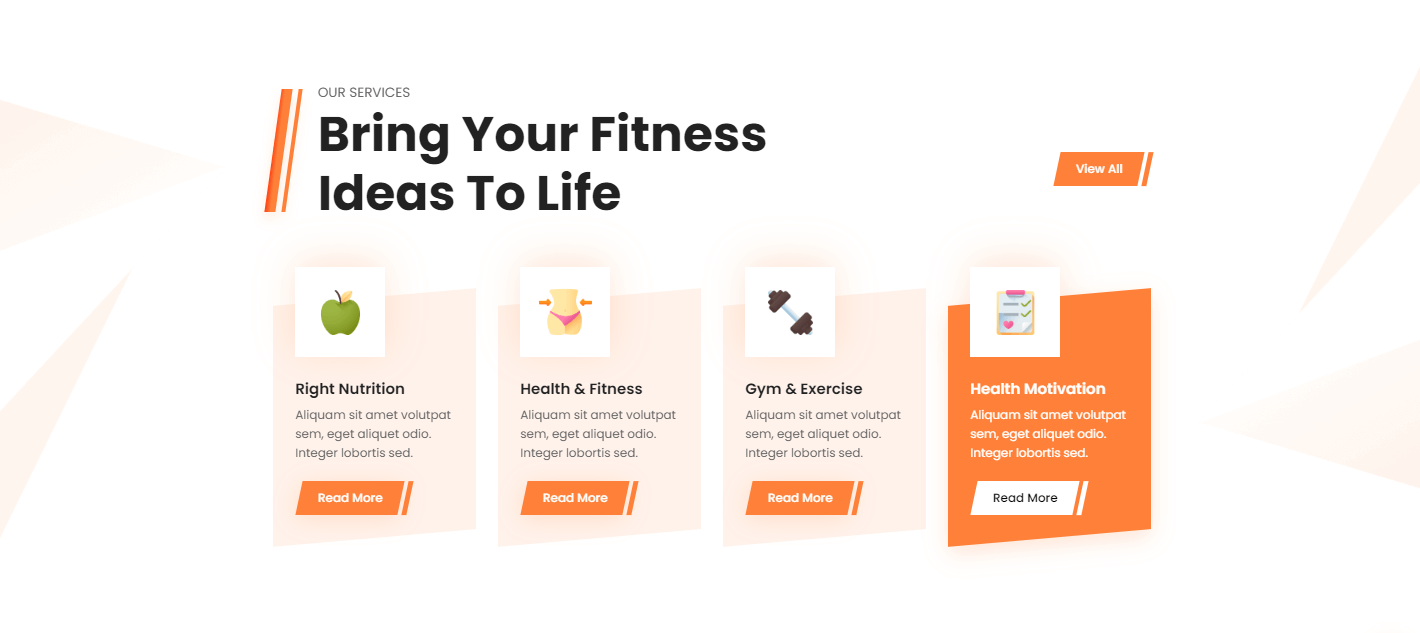 OUR SERVICES
Bring Your Fitness
Ideas To Life
View All
Right Nutrition
Aliquam sit amet volutpat
sem, eget aliquet odio.
Integer lobortis sed.
Read More
Health & Fitness
Aliquam sit amet volutpat
sem, eget aliquet odio.
Integer lobortis sed.
Read More
Gym & Exercise
Aliquam sit amet volutpat
sem, eget aliquet odio.
Integer lobortis sed.
Read More
Health Motivation
Aliquam sit amet volutpat
sem, eget aliquet odio.
Integer lobortis sed.
Read More